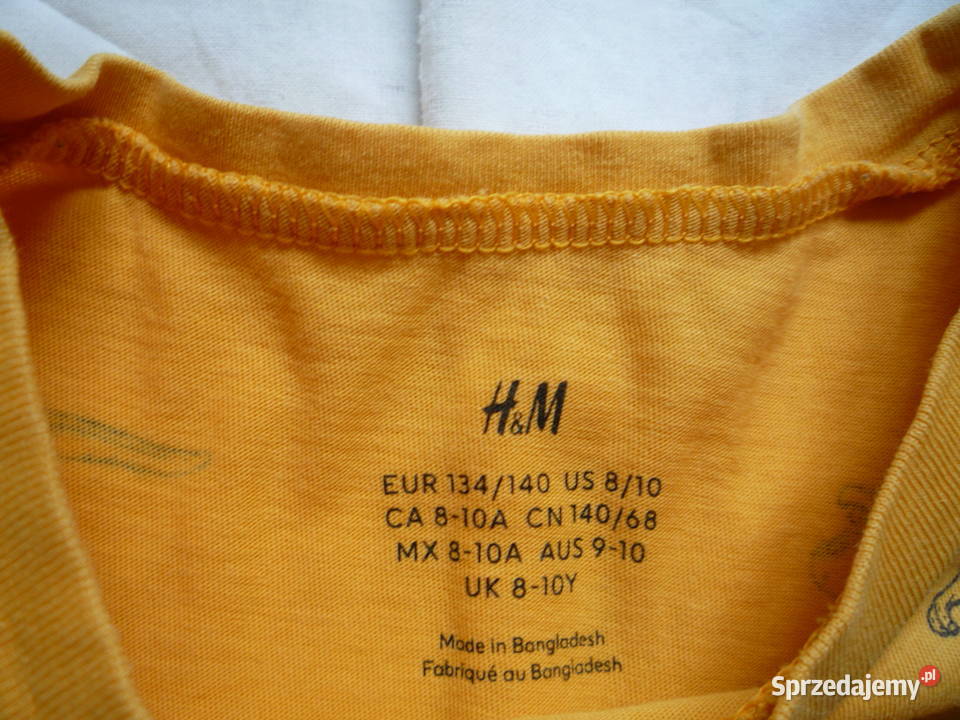 H&M
EUR 134/140 US 8/10
CA 8-10A CN 140/68
MX 8-10A AUS 9-10
UK 8-10Y
Made in Bangladesh
Fabriqué au Bangladesh
Sprzedajemy.pl